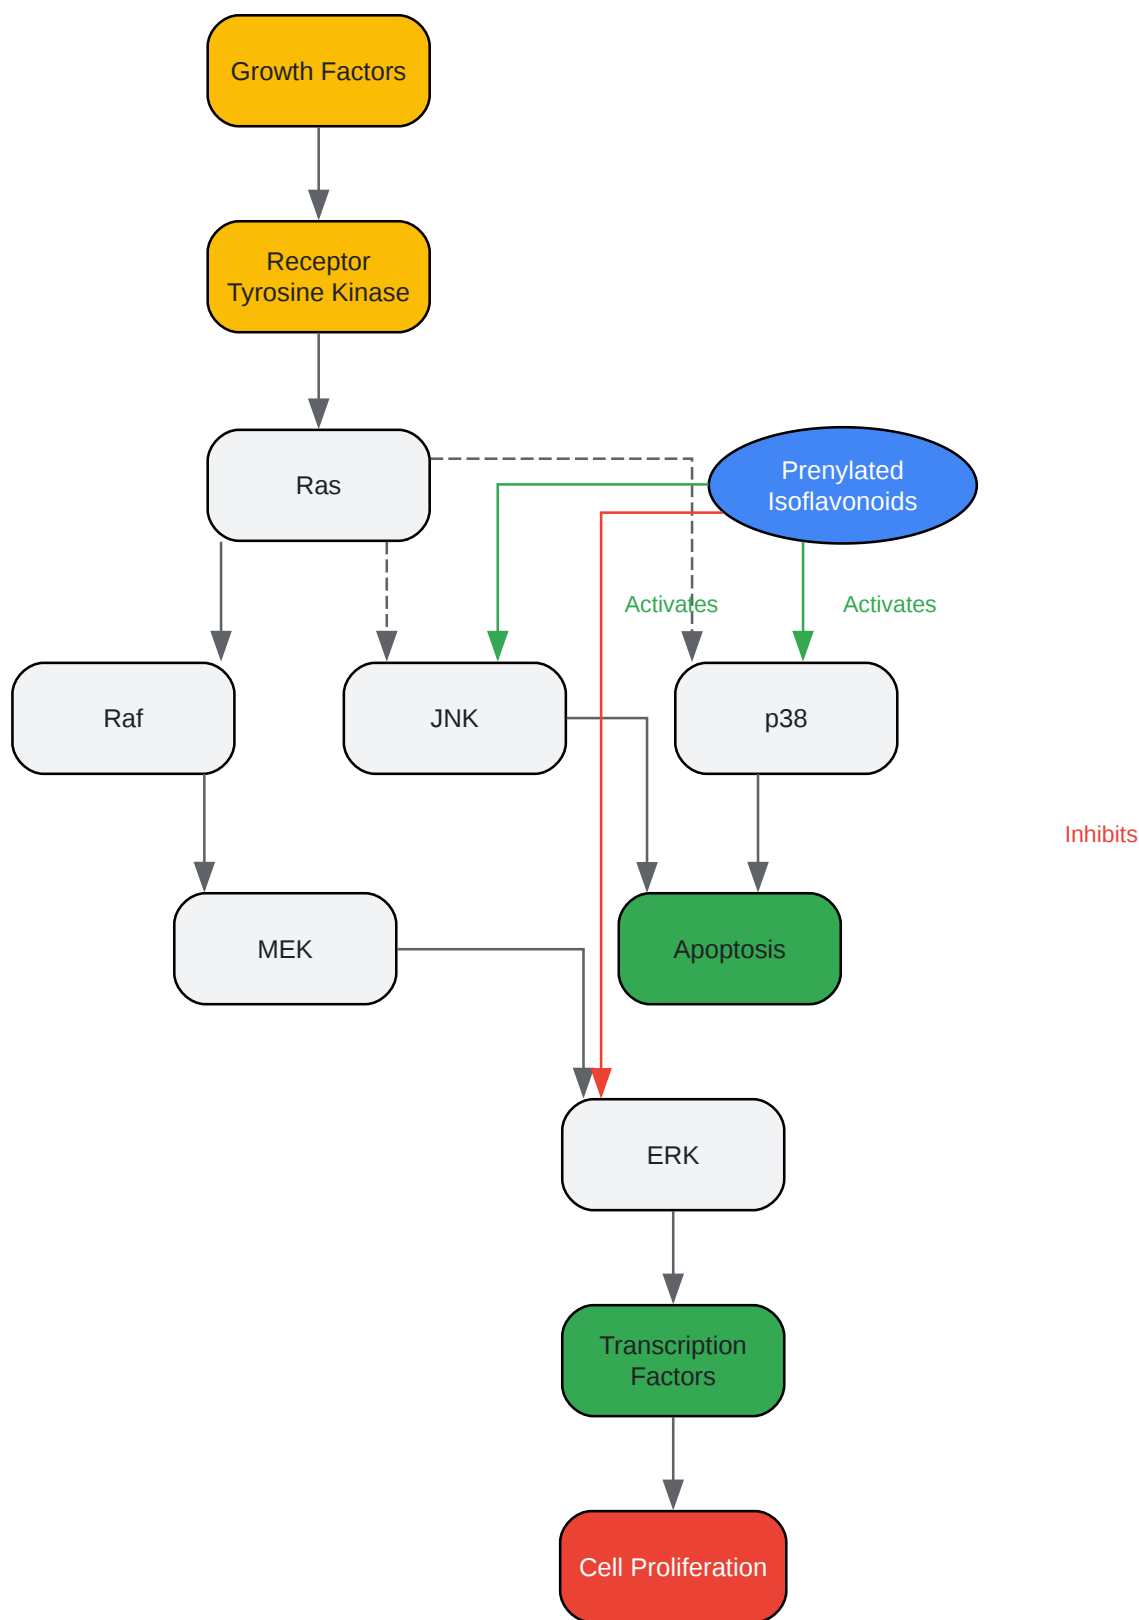 Growth Factors
Receptor
Tyrosine Kinase
Ras
Prenylated
Isoflavonoids
Activates
Activates
Raf
JNK
p38
Inhibits
MEK
Apoptosis
ERK
Transcription
Factors
Cell Proliferation